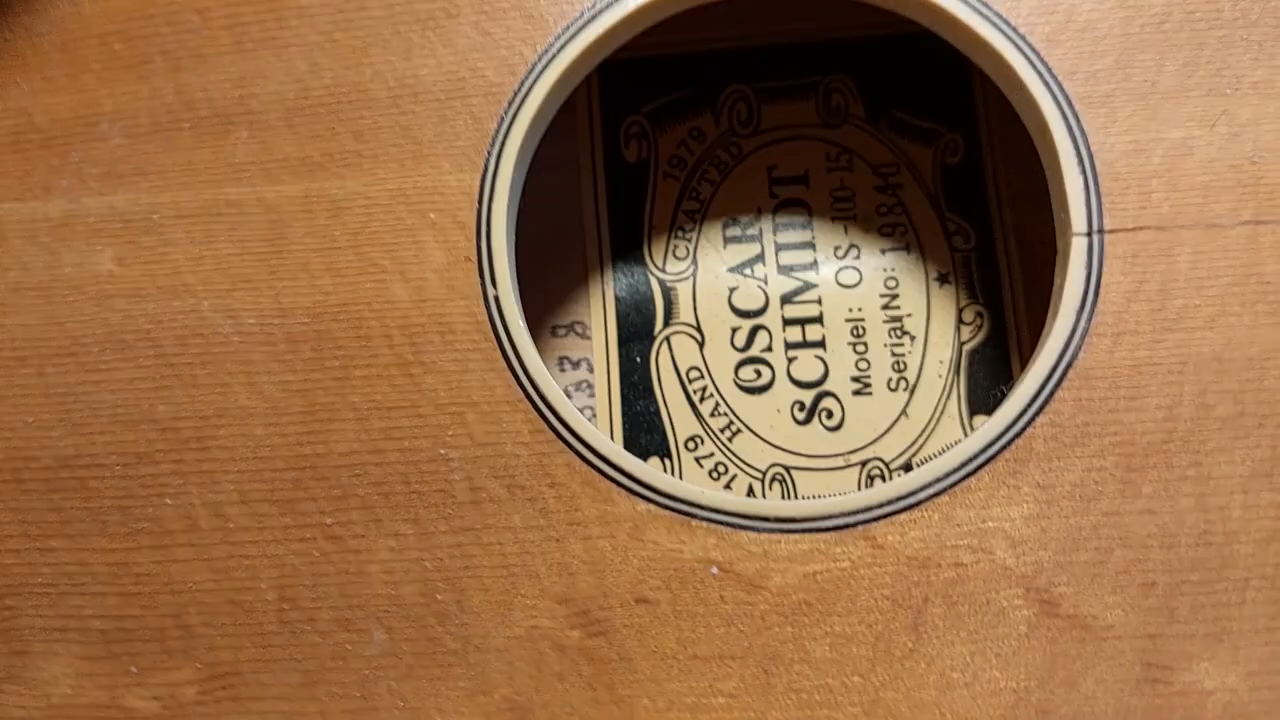 1879 1979
HAND CRAFTED
OSCAR
SCHMIDT
Model: OS-100-15
Serial No: 19840